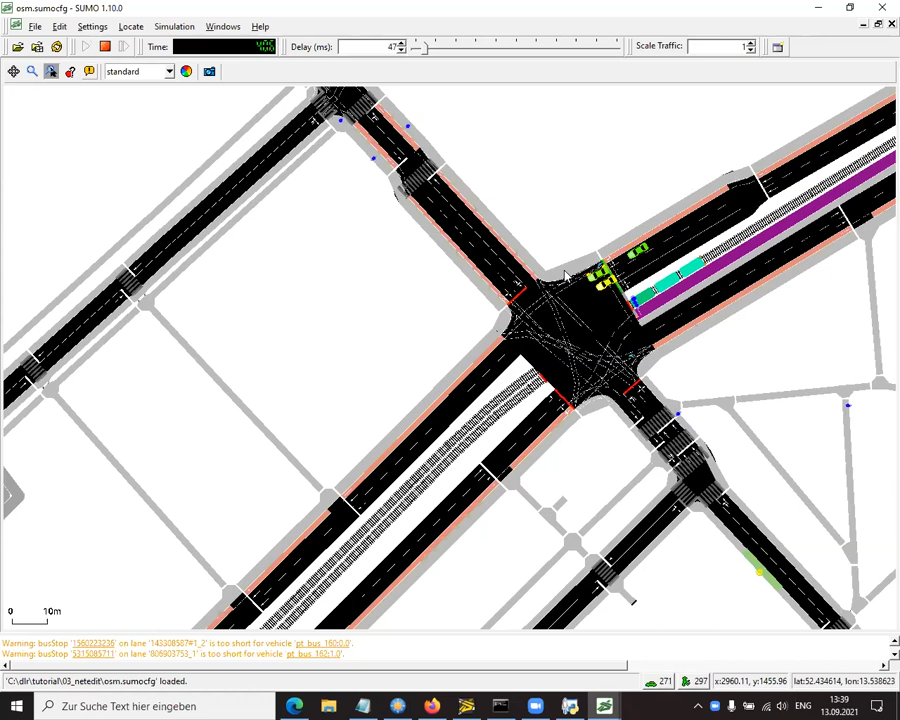 osm.sumocfg - SUMO 1.10.0
File Edit Settings Locate Simulation Windows Help
Time: Delay (ms): 47 Scale Traffic: 1
standard
0 10m
Warning: busStop '1560223236' on lane '143308587#1_2' is too short for vehicle 'pt_bus_160:0.0'.
Warning: busStop '5315085711' on lane '806903753_1' is too short for vehicle 'pt_bus_162:1.0'.
'C:\dlr\tutorial\03_netedit\osm.sumocfg' loaded.
271 297 x:2960.11, y:1455.96 lat:52.434614, lon:13.538623
Zur Suche Text hier eingeben
ENG
13:39
13.09.2021